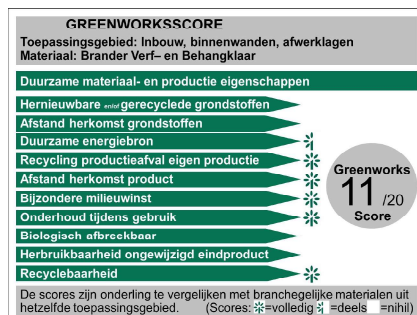 GREENWORKSSCORE
Toepassingsgebied: Inbouw, binnenwanden, afwerklagen
Materiaal: Brander Verf– en Behangklaar
Duurzame materiaal- en productie eigenschappen
Hernieuwbare en/of gerecyclede grondstoffen
Afstand herkomst grondstoffen
Duurzame energiebron
Recycling productieafval eigen productie
Afstand herkomst product
Bijzondere milieuwinst
Onderhoud tijdens gebruik
Biologisch afbreekbaar
Herbruikbaarheid ongewijzigd eindproduct
Recyclebaarheid
Greenworks
11 /20
Score
De scores zijn onderling te vergelijken met branchegelijke materialen uit
hetzelfde toepassingsgebied. (Scores: =volledig =deels =nihil)